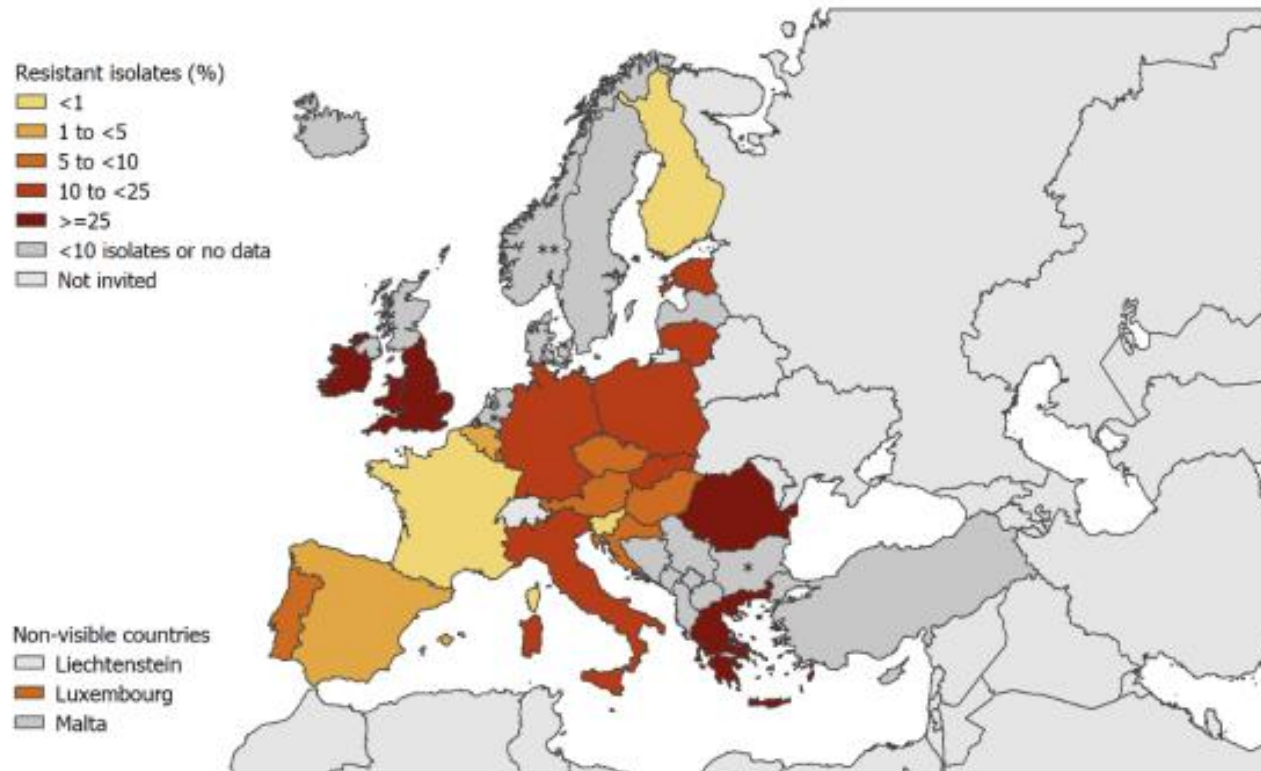 Resistant isolates (%)
<1
1 to <5
5 to <10
10 to <25
>=25
<10 isolates or no data
Not invited
**
*
Non-visible countries
Liechtenstein
Luxembourg
Malta